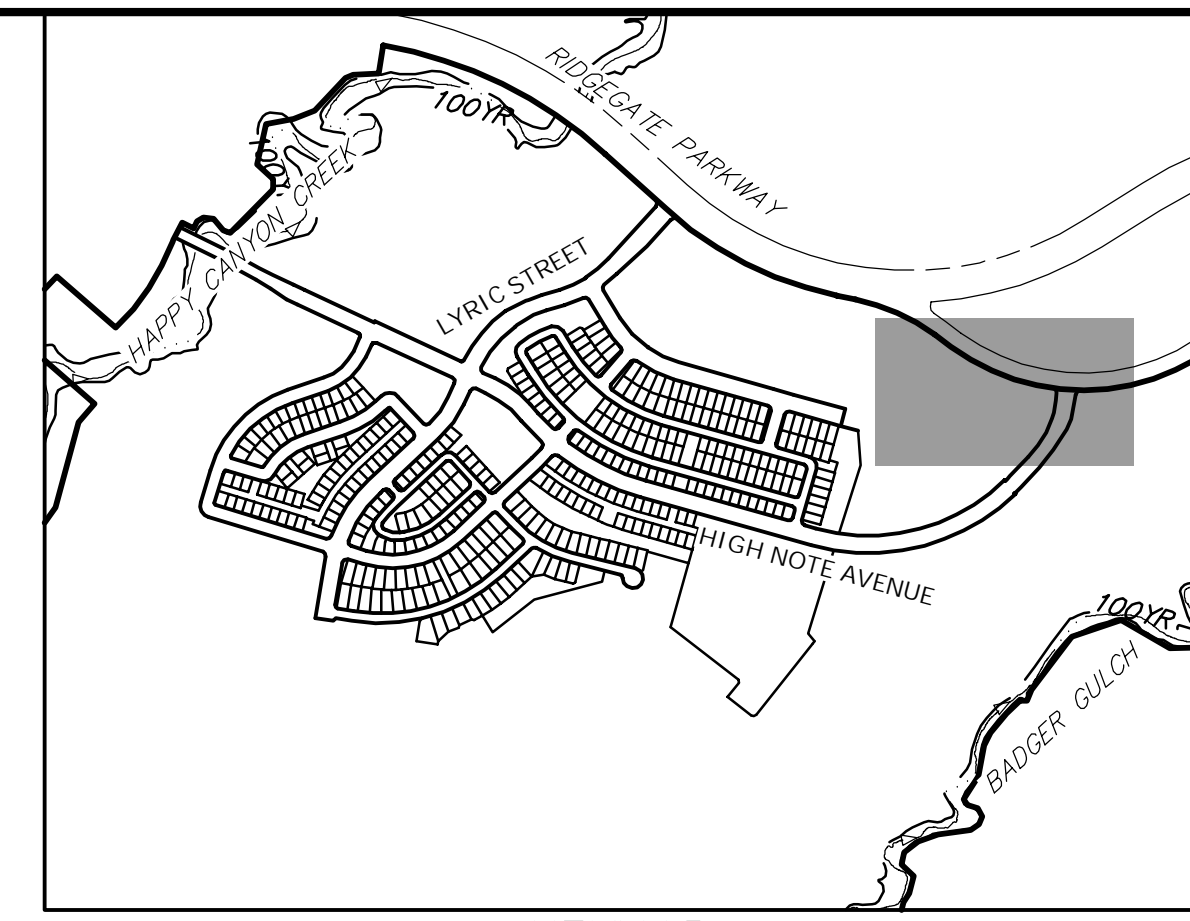 RIDGEGATE PARKWAY
100YR
HAPPY CANYON CREEK
LYRIC STREET
HIGH NOTE AVENUE
100YR
BADGER GULCH